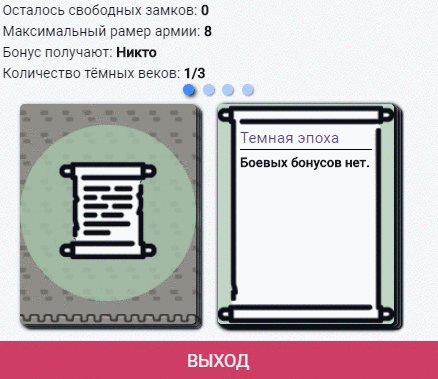 Осталось свободных замков: 0
Максимальный рамер армии: 8
Бонус получают: Никто
Количество тёмных веков: 1/3
Темная эпоха
Боевых бонусов нет.
ВЫХОД